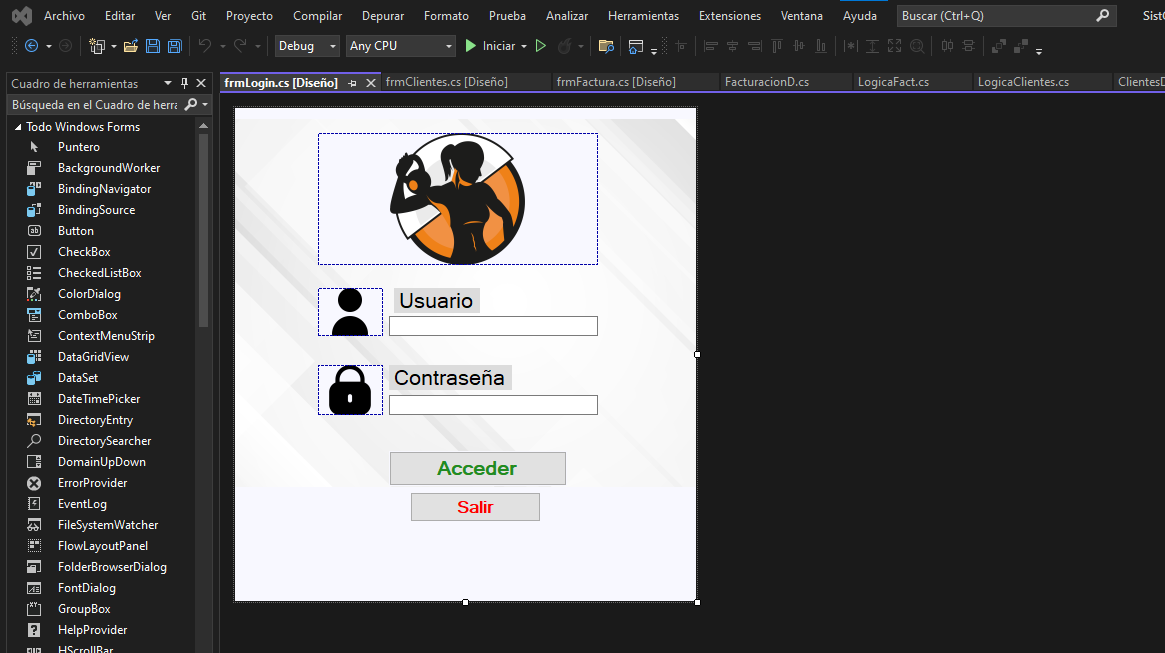 Archivo Editar Ver Git Proyecto Compilar Depurar Formato Prueba Analizar Herramientas Extensiones Ventana Ayuda Buscar (Ctrl+Q)
Debug Any CPU Iniciar
Cuadro de herramientas
frmLogin.cs [Diseño] frmClientes.cs [Diseño] frmFactura.cs [Diseño] FacturacionD.cs LogicaFact.cs LogicaClientes.cs
Búsqueda en el Cuadro de
Todo Windows Forms
Puntero
BackgroundWorker
BindingNavigator
BindingSource
Button
CheckBox
CheckedListBox
ColorDialog
ComboBox
ContextMenuStrip
DataGridView
DataSet
DateTimePicker
DirectoryEntry
DirectorySearcher
DomainUpDown
ErrorProvider
EventLog
FileSystemWatcher
FlowLayoutPanel
FolderBrowserDialog
FontDialog
GroupBox
HelpProvider
HScrollBar
Usuario
Contraseña
Acceder
Salir